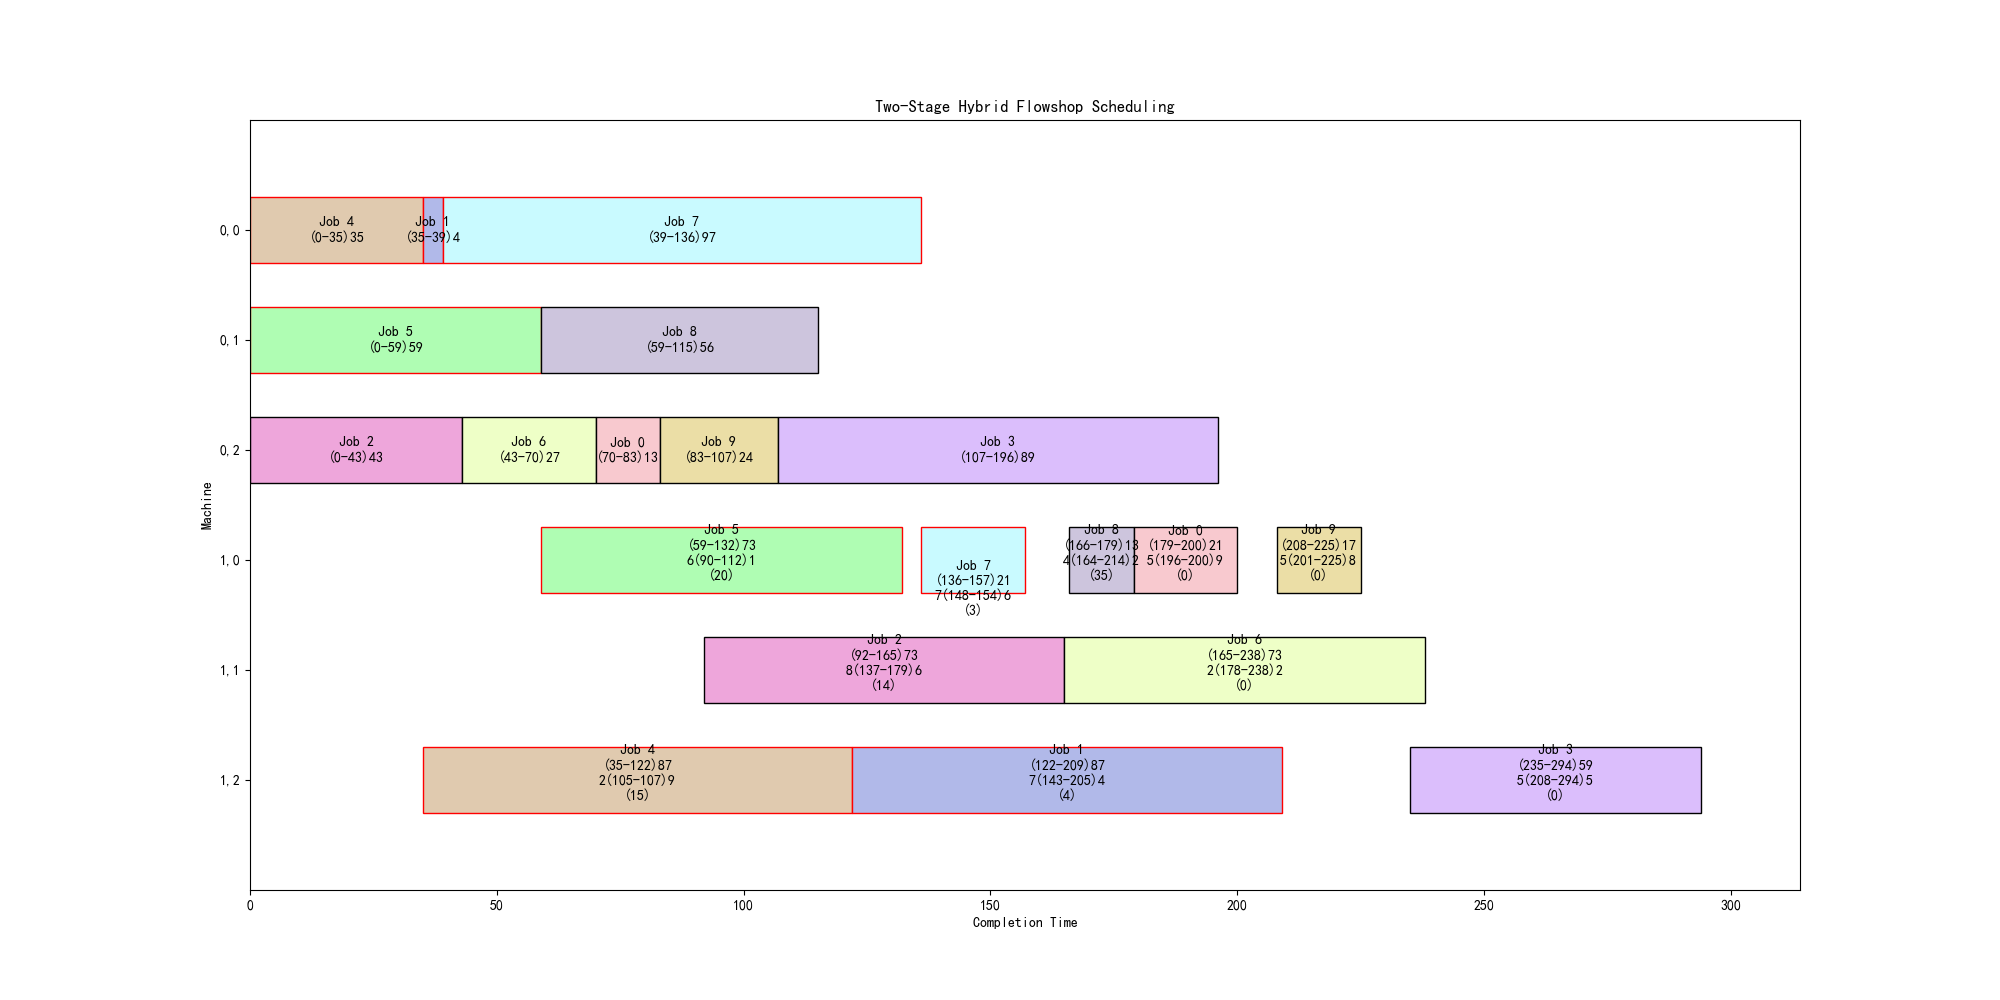 Two-Stage Hybrid Flowshop Scheduling
Machine
0,0
Job 4
(0-35)35
Job 1
(35-39)4
Job 7
(39-136)97
0,1
Job 5
(0-59)59
Job 8
(59-115)56
0,2
Job 2
(0-43)43
Job 6
(43-70)27
Job 0
(70-83)13
Job 9
(83-107)24
Job 3
(107-196)89
1,0
Job 5
(59-132)73
6(90-112)1
(20)
Job 7
(136-157)21
7(148-154)6
(3)
Job 8
(166-179)13
4(164-214)2
(35)
Job 0
(179-200)21
5(196-200)9
(0)
Job 9
(208-225)17
5(201-225)8
(0)
1,1
Job 2
(92-165)73
8(137-179)6
(14)
Job 6
(165-238)73
2(178-238)2
(0)
1,2
Job 4
(35-122)87
2(105-107)9
(15)
Job 1
(122-209)87
7(143-205)4
(4)
Job 3
(235-294)59
5(208-294)5
(0)
0
50
100
150
200
250
300
Completion Time